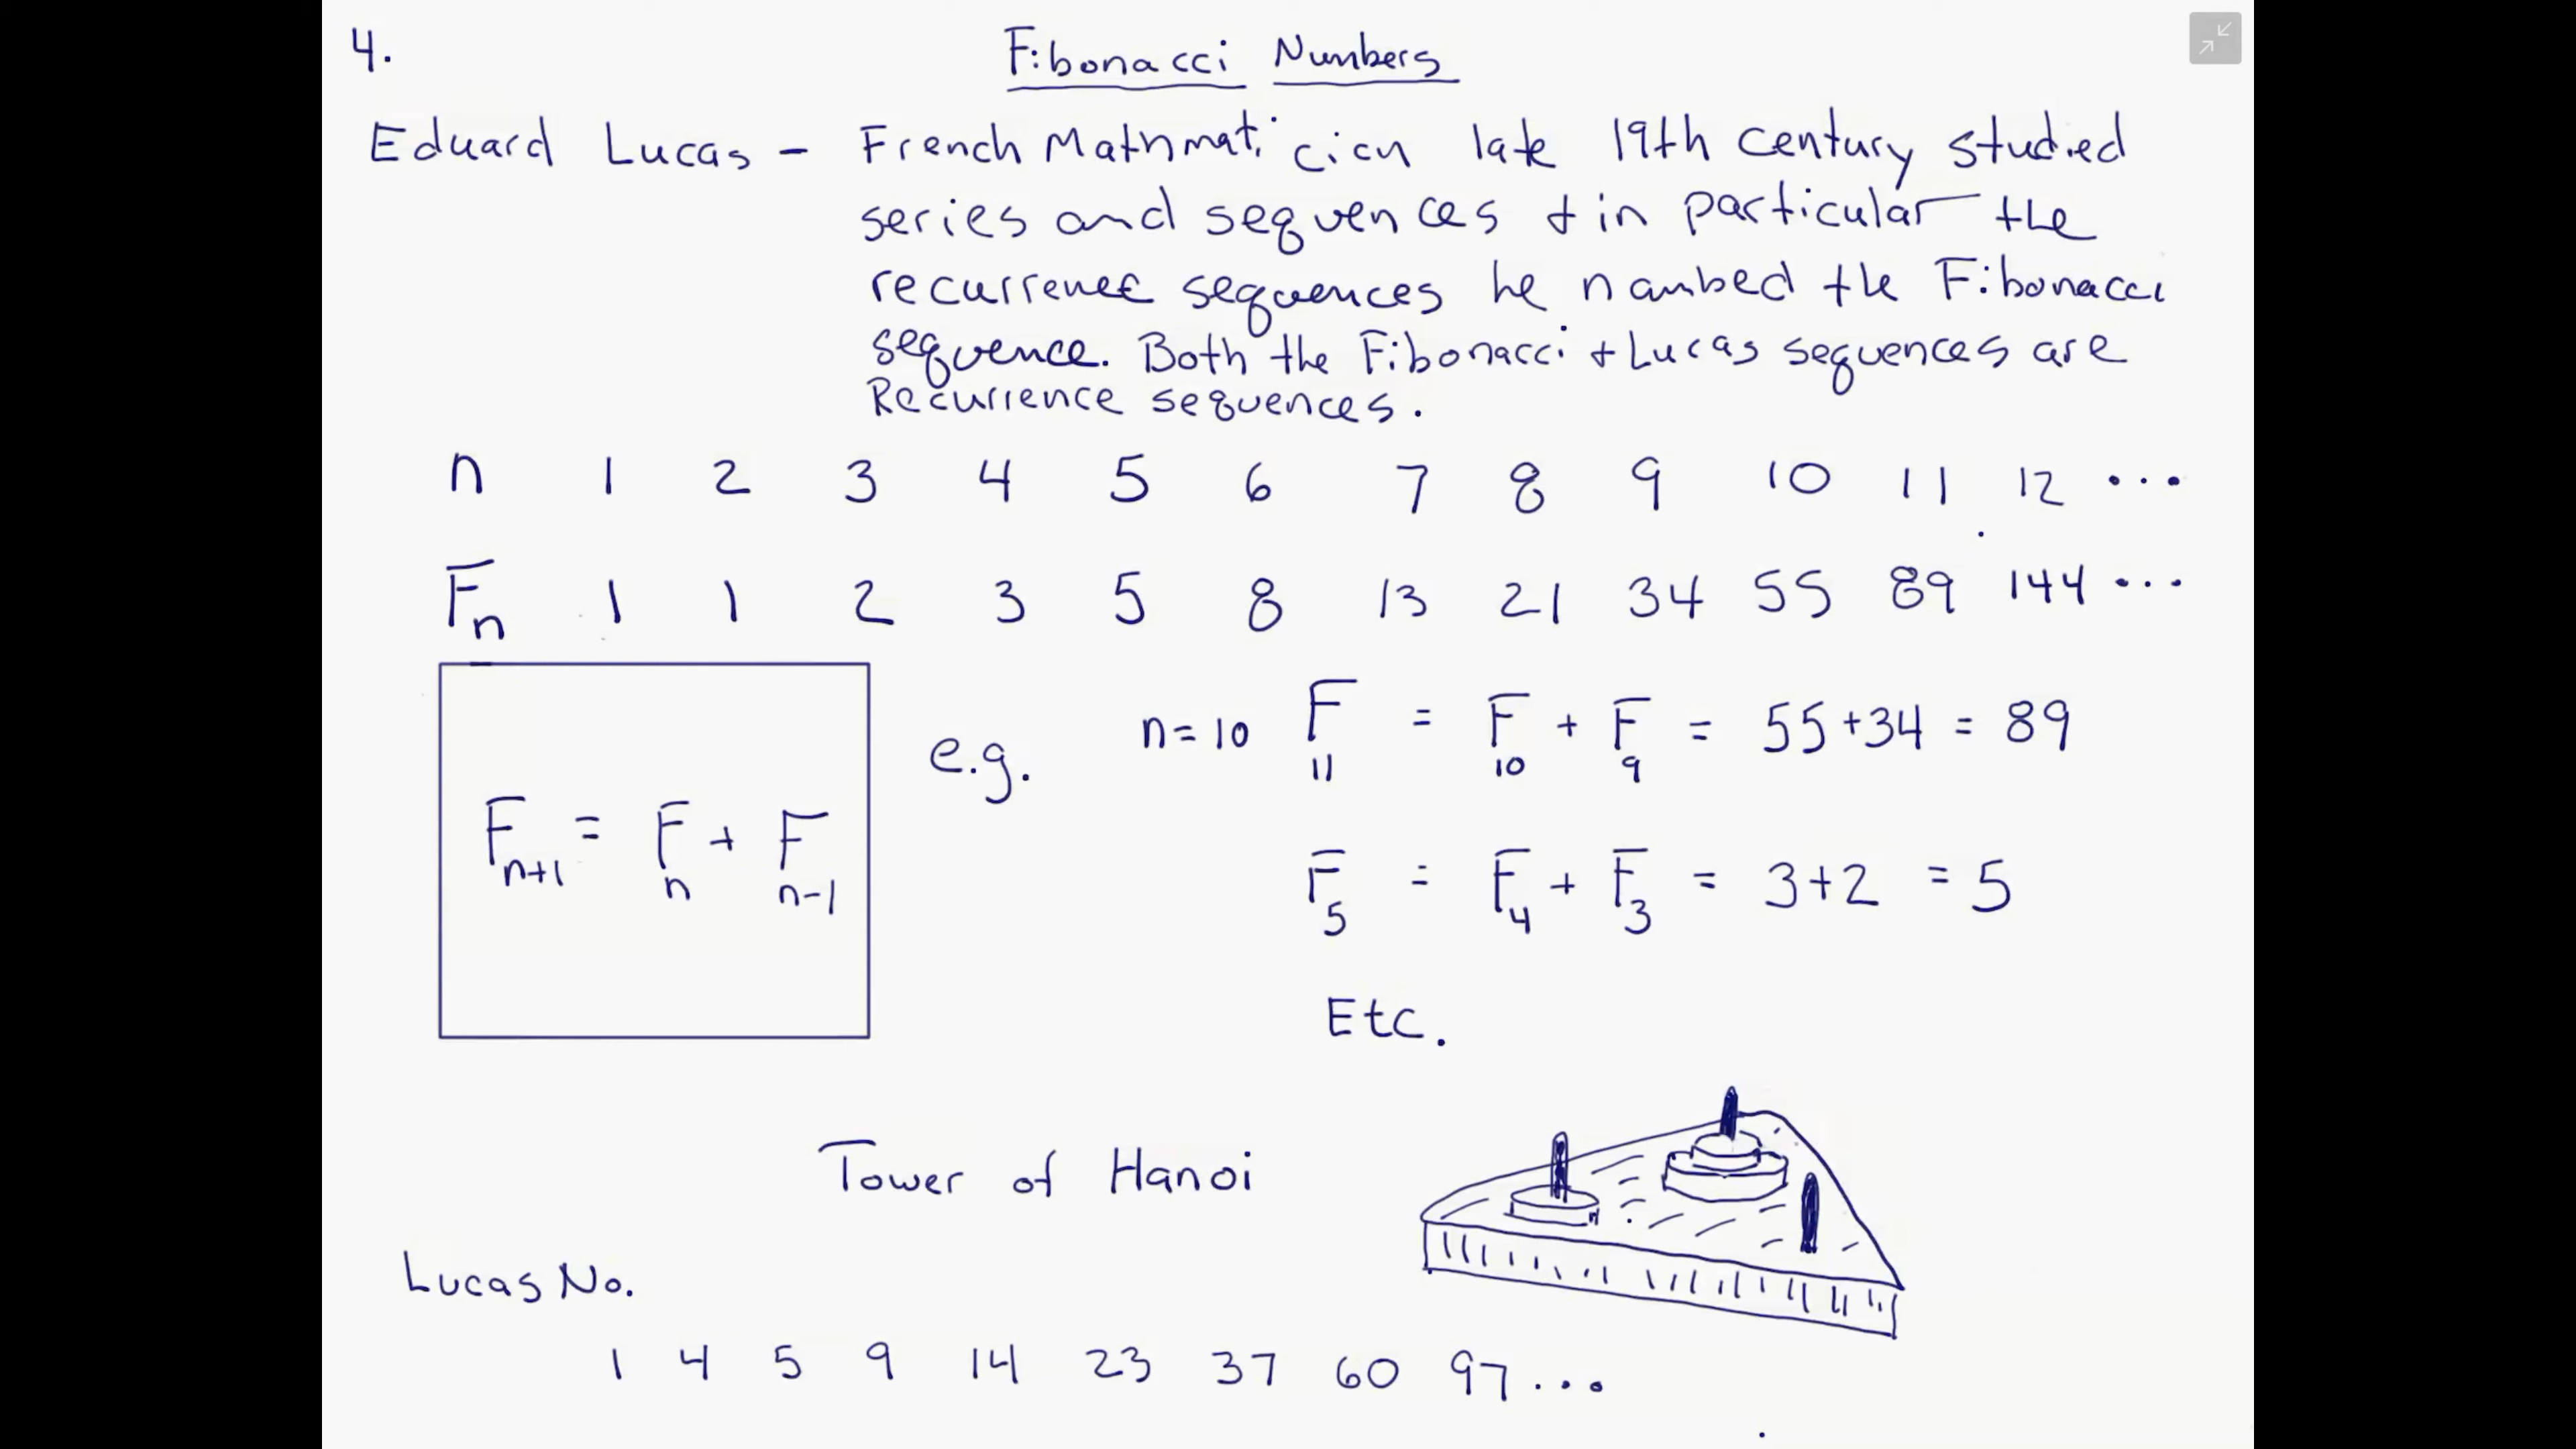 4.
Fibonacci Numbers
Eduard Lucas - French Mathmatician late 19th Century studied
series and sequences + in particular the
recurrence sequences he nambed the Fibonacci
sequence. Both the Fibonacci + Lucas sequences are
Recurrence sequences.
n 1 2 3 4 5 6 7 8 9 10 11 12 ...
Fn 1 1 2 3 5 8 13 21 34 55 89 144 ...
e.g. n=10 F11 = F10 + F9 = 55+34 = 89
Fn+1 = Fn + Fn-1
F5 = F4 + F3 = 3+2 = 5
Etc.
Tower of Hanoi
Lucas No.
1 4 5 9 14 23 37 60 97...